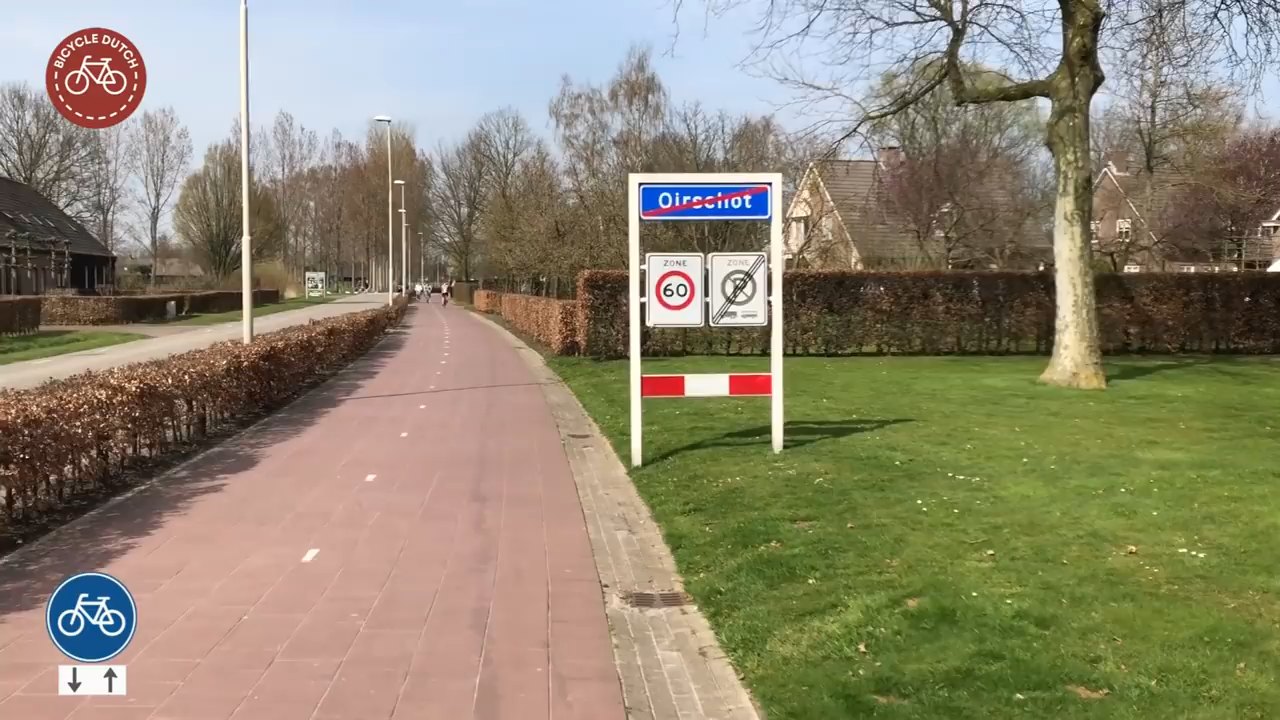 BICYCLE DUTCH
Oirschot
ZONE
60
ZONE
P